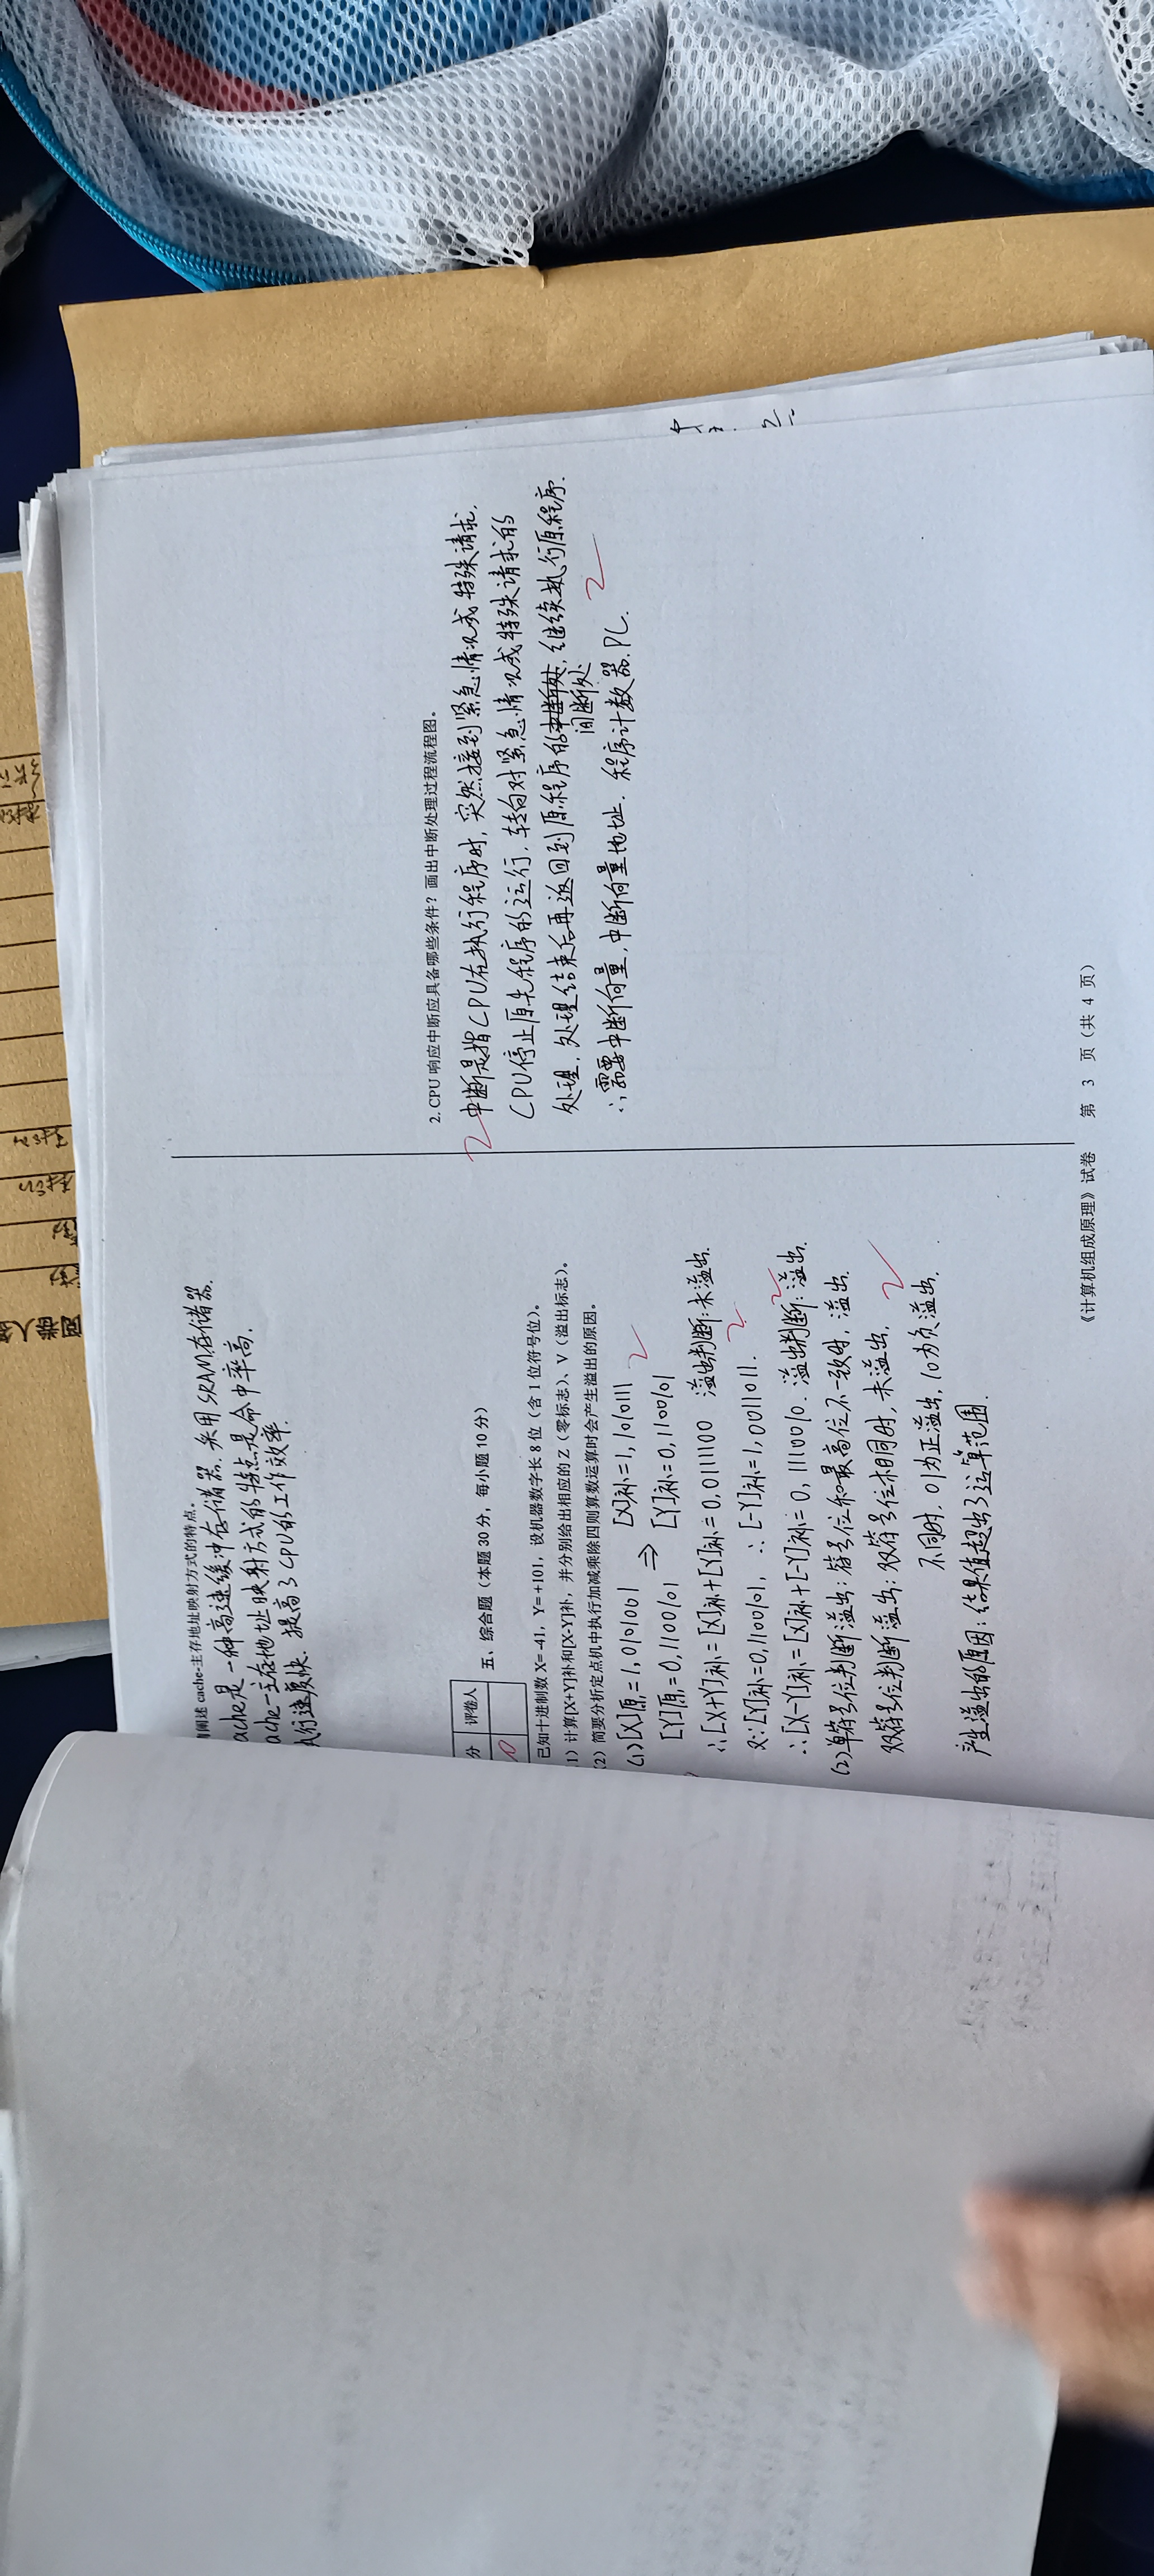 阅卷人签
阐述 cache-主存地址映射方式的特点。
ache是一种高速缓冲存储器.采用SRAM存储器.
ache-主存地址映射方式的特点是命中率高.
执行速度快.提高了CPU的工作效率.
分 评卷人
五、综合题（本题 30 分，每小题 10 分）
已知十进制数 X= -41，Y= +101，设机器数字长 8 位（含 1 位符号位）。
1）计算[X+Y]补和[X-Y]补，并分别给出相应的 Z（零标志）、V（溢出标志）。
（2）简要分析定点机中执行加减乘除四则算数运算时会产生溢出的原因。
(1)[X]原=1,0101001 ⇒ [X]补=1,1010111 2
[Y]原=0,1100101 [Y]补=0,1100101
∴[X+Y]补=[X]补+[Y]补=0,0111100 溢出判断:未溢出.
又∵[Y]补=0,1100101, ∴[-Y]补=1,0011011. 2
∴[X-Y]补=[X]补+[-Y]补=0,1110010. 溢出判断:溢出. 2
(2)单符号位判断溢出:符号位和最高位不一致时,溢出.
双符号位判断溢出:双符号位相同时,未溢出. 2
不同时,01为正溢出,10为负溢出.
产生溢出的原因:结果值超出了运算范围.
2. CPU 响应中断应具备哪些条件？画出中断处理过程流程图。
2 中断是指CPU在执行程序时,突然接到紧急情况或特殊请求.
CPU停止原先程序的运行.转向对紧急情况或特殊请求的
处理.处理结束后再返回到原程序的中断处,继续执行原程序.
间断处
∴需要中断向量,中断向量地址.程序计数器.PC. 2
《计算机组成原理》试卷 第 3 页（共 4 页）